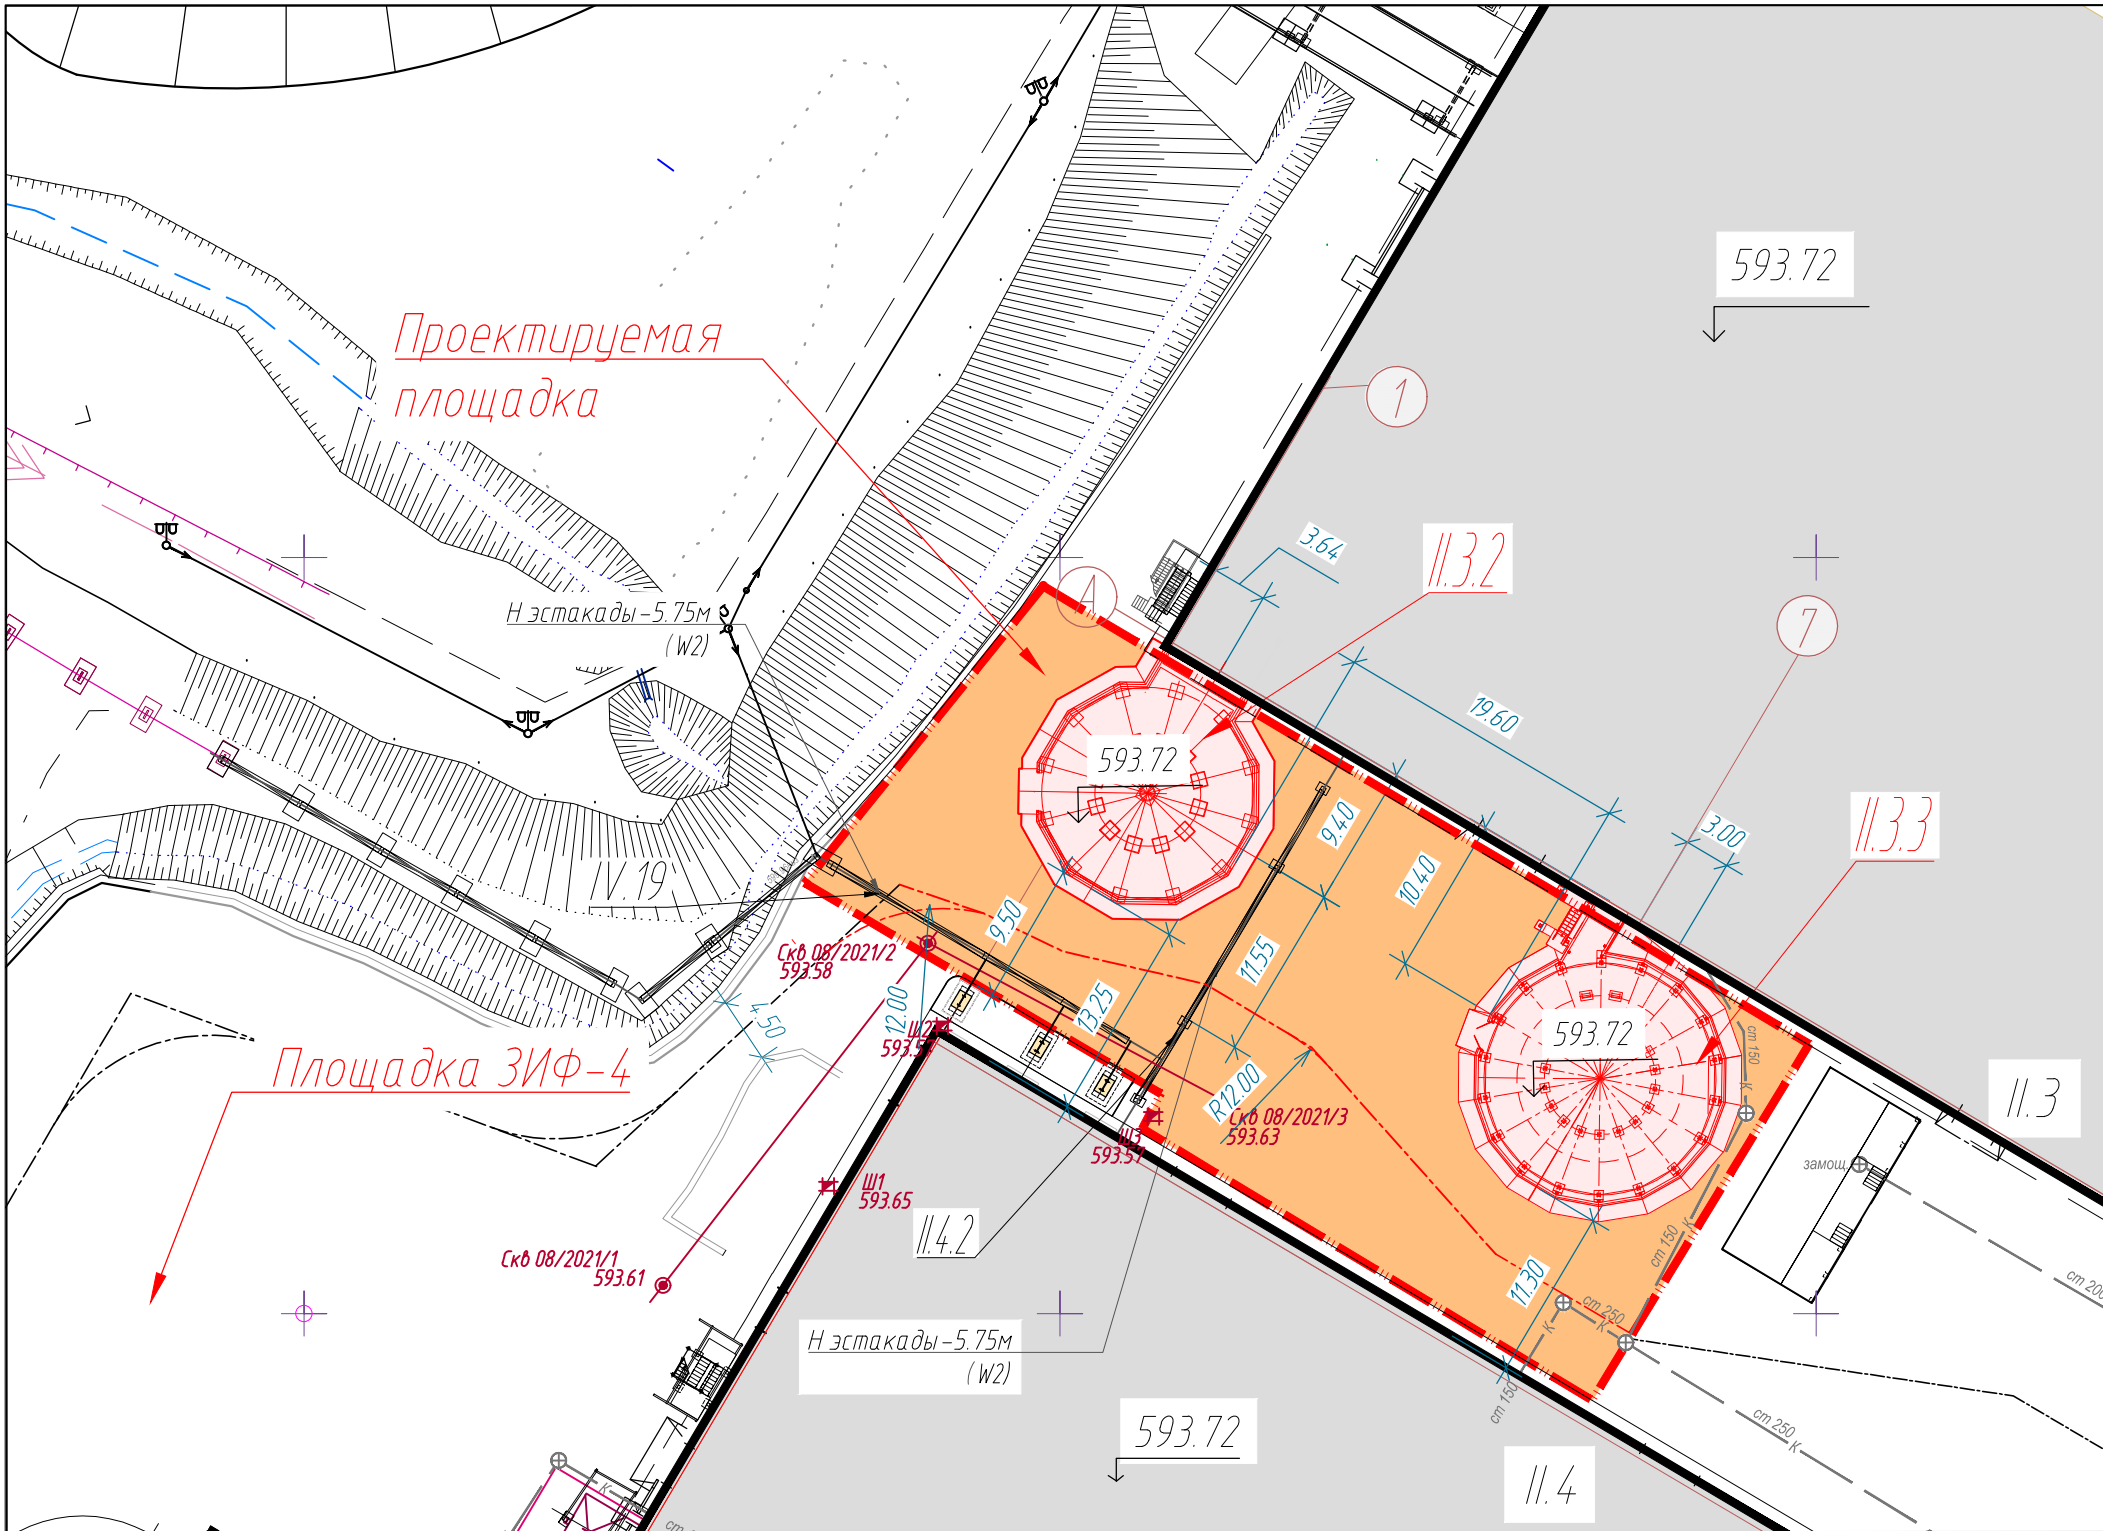 593.72
Проектируемая
площадка
1
3.64
II.3.2
А
7
Н эстакады-5.75м
(W2)
19.60
593.72
3.00
II.3.3
9.40
10.40
IV.19
9.50
11.55
Скв 08/2021/2
593.58
12.00
13.25
4.50
Ш2
593.5
593.72
ст 150
К
Площадка ЗИФ-4
R12.00
II.3
Скв 08/2021/3
593.63
Ш3
593.57
замощ.
Ш1
593.65
II.4.2
ст 150
К
Скв 08/2021/1
593.61
11.30
ст 200
ст 250
К
К
Н эстакады-5.75м
(W2)
ст 150
593.72
ст 250
К
II.4
К
ст